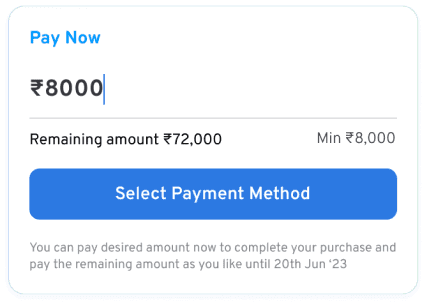 Pay Now
₹8000
Remaining amount ₹72,000
Min ₹8,000
Select Payment Method
You can pay desired amount now to complete your purchase and
pay the remaining amount as you like until 20th Jun ‘23